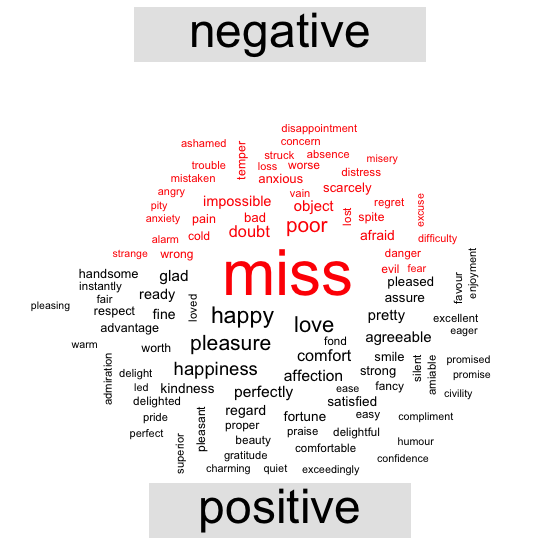 negative
disappointment
ashamed temper concern
struck absence
trouble loss worse misery
mistaken anxious distress
angry vain scarcely
pity impossible object lost regret excuse
anxiety pain bad spite
alarm cold doubt poor afraid difficulty
strange wrong danger
miss evil fear
handsome glad pleased favour enjoyment
instantly
pleasing fair ready loved assure
respect fine happy love pretty excellent
advantage eager
warm worth pleasure fond agreeable
admiration comfort smile silent amiable promised
delight happiness affection strong promise
led kindness perfectly ease fancy civility
delighted satisfied
pride pleasant regard fortune easy compliment
perfect superior proper praise delightful
beauty humour
gratitude comfortable confidence
charming quiet exceedingly
positive